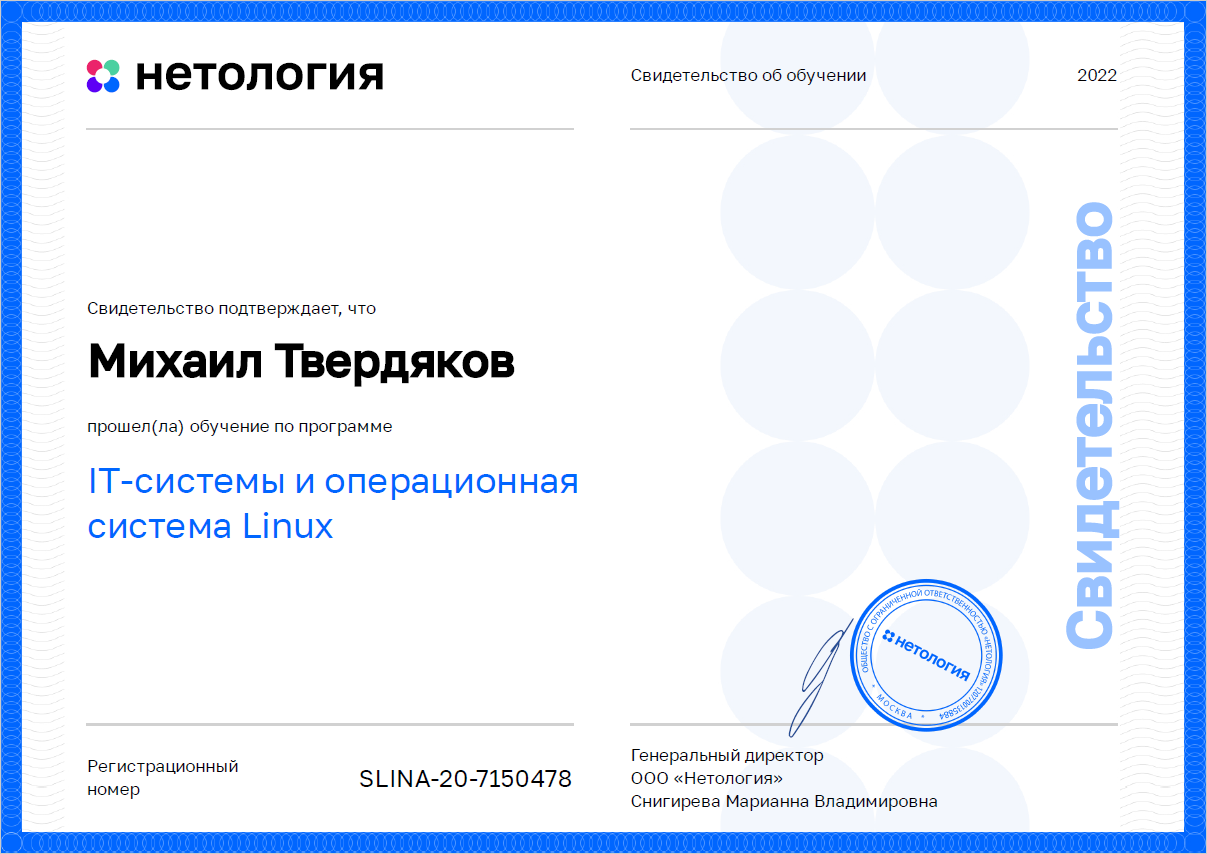 нетология
Свидетельство об обучении
2022
Свидетельство подтверждает, что
Михаил Твердяков
прошел(ла) обучение по программе
IT-системы и операционная
система Linux
Свидетельство
ОБЩЕСТВО С ОГРАНИЧЕННОЙ ОТВЕТСТВЕННОСТЬЮ «НЕТОЛОГИЯ» 1207700135884
* МОСКВА *
нетология
Регистрационный
номер
SLINA-20-7150478
Генеральный директор
ООО «Нетология»
Снигирева Марианна Владимировна